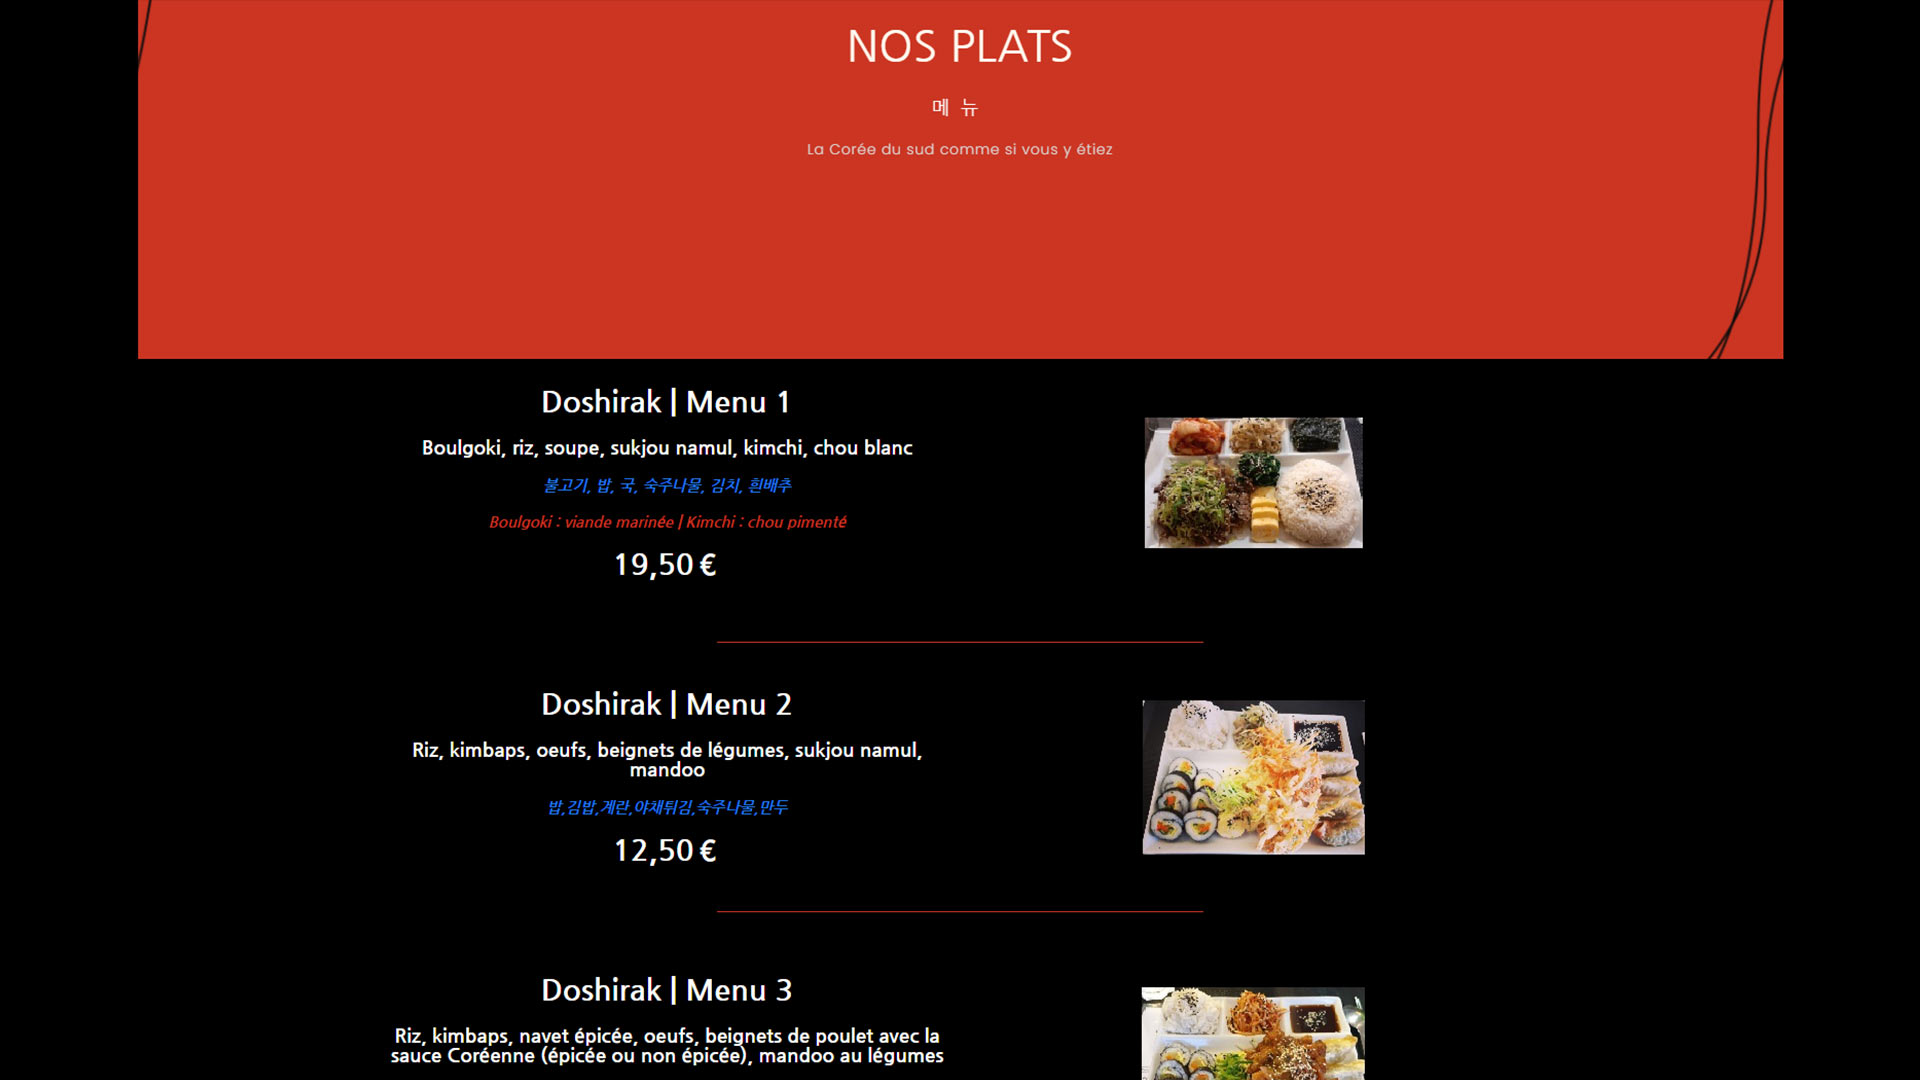 NOS PLATS
메 뉴
La Corée du sud comme si vous y étiez
Doshirak | Menu 1
Boulgoki, riz, soupe, sukjou namul, kimchi, chou blanc
불고기, 밥, 국, 숙주나물, 김치, 흰배추
Boulgoki : viande marinée | Kimchi : chou pimenté
19,50 €
Doshirak | Menu 2
Riz, kimbaps, oeufs, beignets de légumes, sukjou namul,
mandoo
밥,김밥,계란,야채튀김,숙주나물,만두
12,50 €
Doshirak | Menu 3
Riz, kimbaps, navet épicée, oeufs, beignets de poulet avec la
sauce Coréenne (épicée ou non épicée), mandoo au légumes